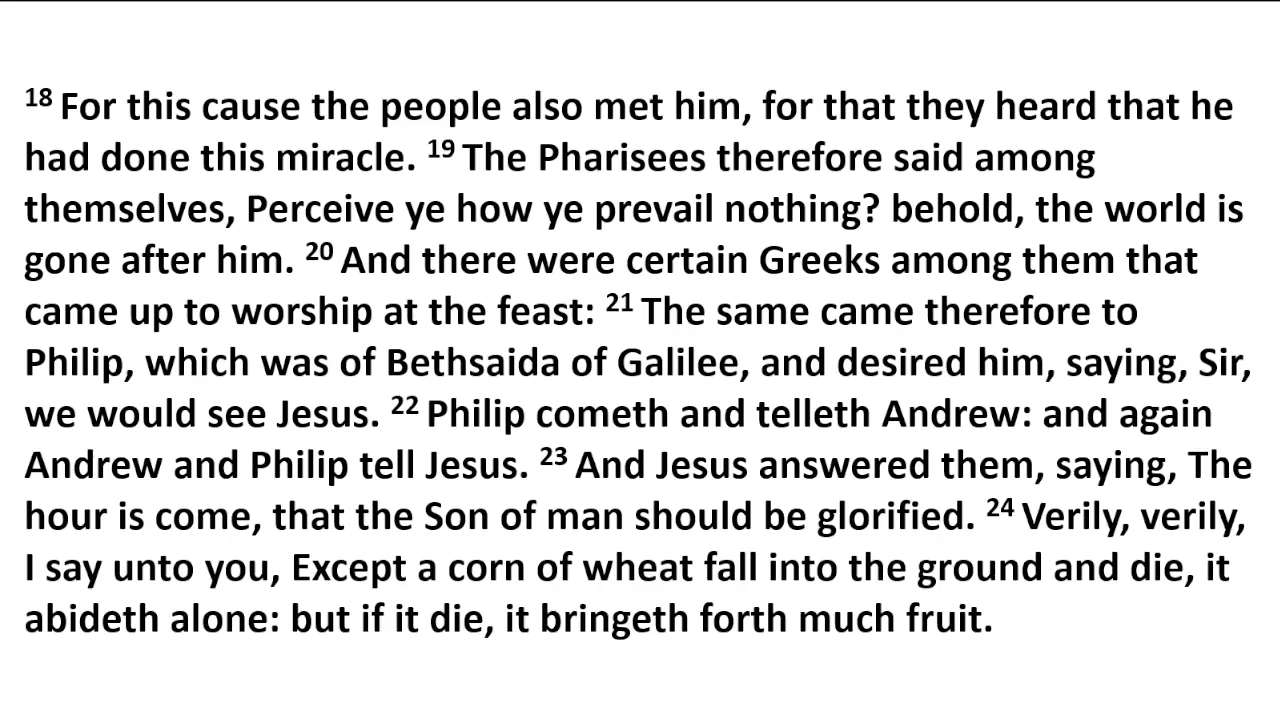 18 For this cause the people also met him, for that they heard that he
had done this miracle. 19 The Pharisees therefore said among
themselves, Perceive ye how ye prevail nothing? behold, the world is
gone after him. 20 And there were certain Greeks among them that
came up to worship at the feast: 21 The same came therefore to
Philip, which was of Bethsaida of Galilee, and desired him, saying, Sir,
we would see Jesus. 22 Philip cometh and telleth Andrew: and again
Andrew and Philip tell Jesus. 23 And Jesus answered them, saying, The
hour is come, that the Son of man should be glorified. 24 Verily, verily,
I say unto you, Except a corn of wheat fall into the ground and die, it
abideth alone: but if it die, it bringeth forth much fruit.